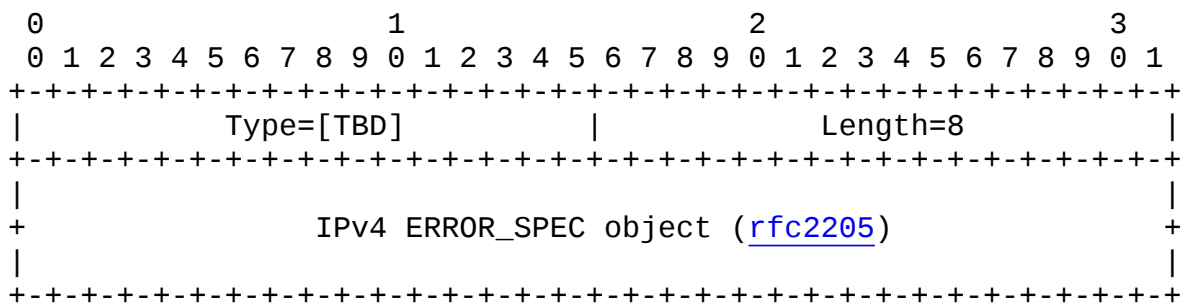 0                   1                   2                   3
 0 1 2 3 4 5 6 7 8 9 0 1 2 3 4 5 6 7 8 9 0 1 2 3 4 5 6 7 8 9 0 1
+-+-+-+-+-+-+-+-+-+-+-+-+-+-+-+-+-+-+-+-+-+-+-+-+-+-+-+-+-+-+-+-+
|           Type=[TBD]          |            Length=8           |
+-+-+-+-+-+-+-+-+-+-+-+-+-+-+-+-+-+-+-+-+-+-+-+-+-+-+-+-+-+-+-+-+
|                                                               |
+                IPv4 ERROR_SPEC object (rfc2205)               +
|                                                               |
+-+-+-+-+-+-+-+-+-+-+-+-+-+-+-+-+-+-+-+-+-+-+-+-+-+-+-+-+-+-+-+-+